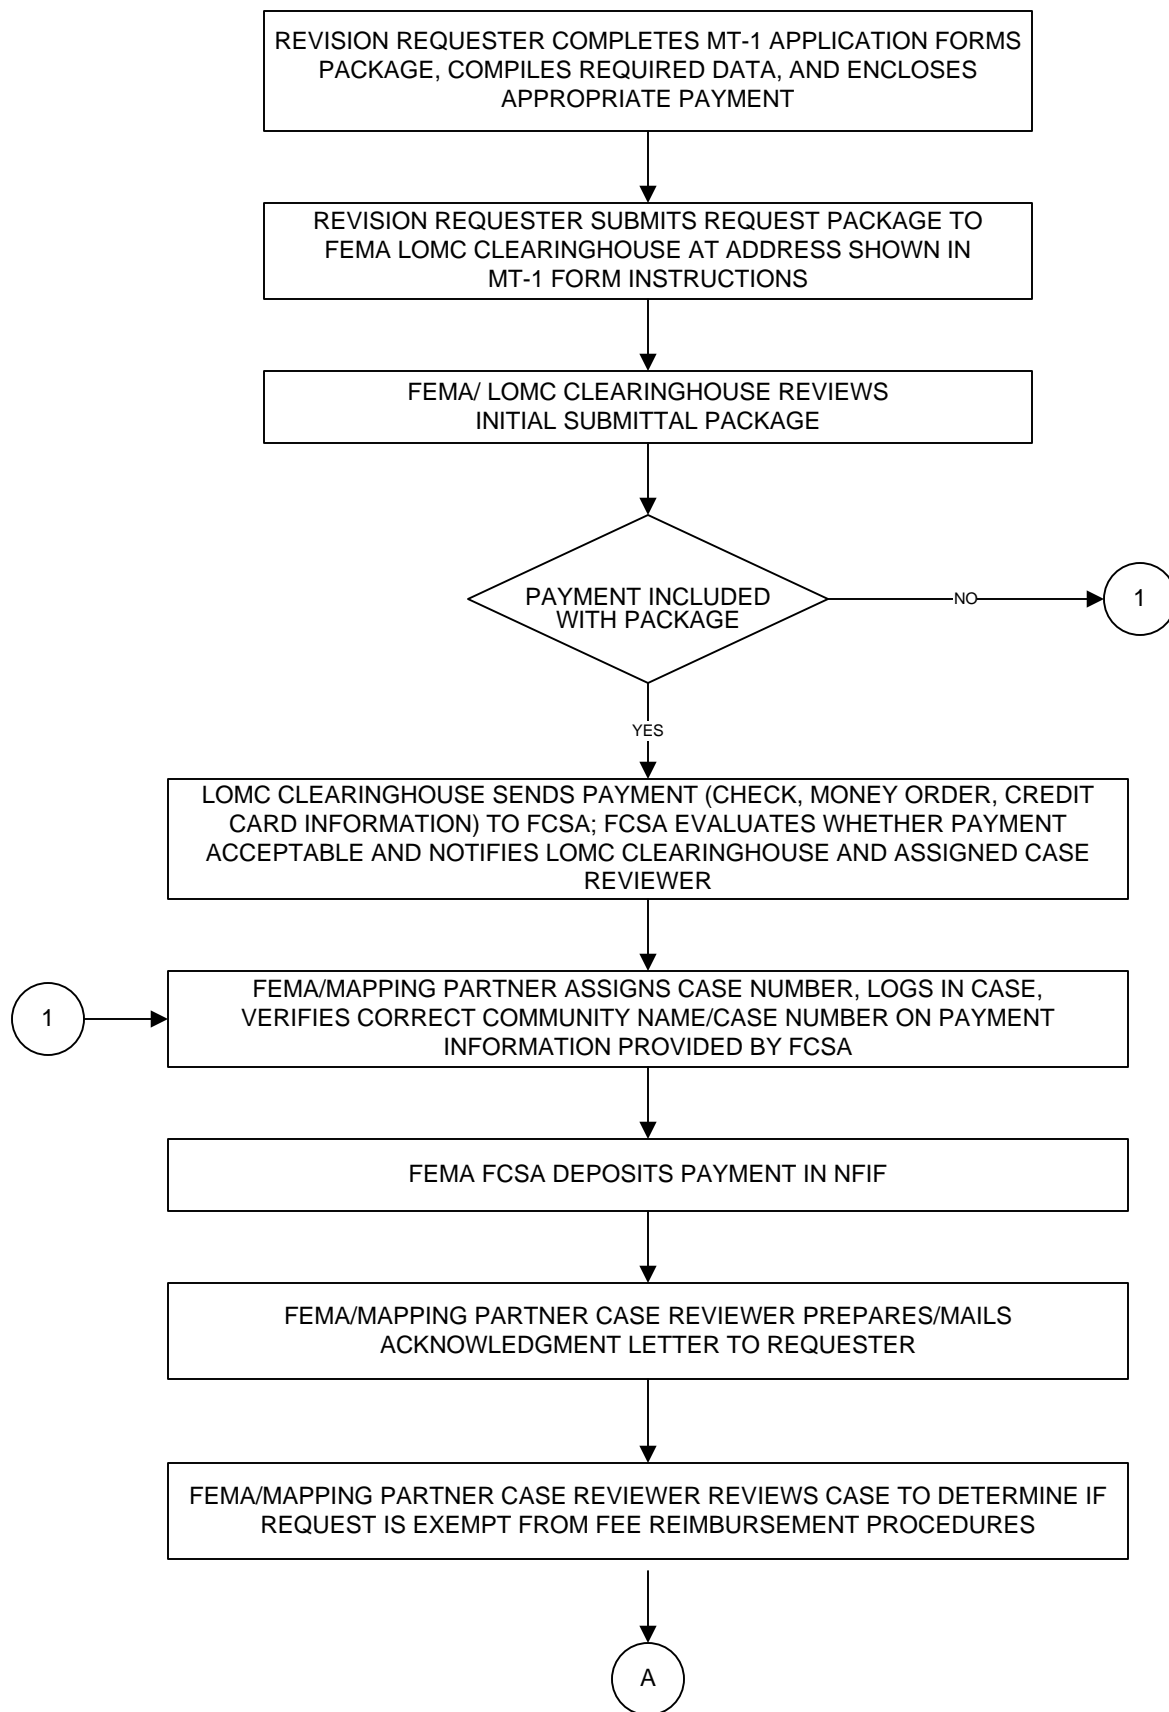 REVISION REQUESTER COMPLETES MT-1 APPLICATION FORMS
PACKAGE, COMPILES REQUIRED DATA, AND ENCLOSES
APPROPRIATE PAYMENT
REVISION REQUESTER SUBMITS REQUEST PACKAGE TO
FEMA LOMC CLEARINGHOUSE AT ADDRESS SHOWN IN
MT-1 FORM INSTRUCTIONS
FEMA/ LOMC CLEARINGHOUSE REVIEWS
INITIAL SUBMITTAL PACKAGE
PAYMENT INCLUDED
WITH PACKAGE
NO
1
YES
LOMC CLEARINGHOUSE SENDS PAYMENT (CHECK, MONEY ORDER, CREDIT
CARD INFORMATION) TO FCSA; FCSA EVALUATES WHETHER PAYMENT
ACCEPTABLE AND NOTIFIES LOMC CLEARINGHOUSE AND ASSIGNED CASE
REVIEWER
1
FEMA/MAPPING PARTNER ASSIGNS CASE NUMBER, LOGS IN CASE,
VERIFIES CORRECT COMMUNITY NAME/CASE NUMBER ON PAYMENT
INFORMATION PROVIDED BY FCSA
FEMA FCSA DEPOSITS PAYMENT IN NFIF
FEMA/MAPPING PARTNER CASE REVIEWER PREPARES/MAILS
ACKNOWLEDGMENT LETTER TO REQUESTER
FEMA/MAPPING PARTNER CASE REVIEWER REVIEWS CASE TO DETERMINE IF
REQUEST IS EXEMPT FROM FEE REIMBURSEMENT PROCEDURES
A